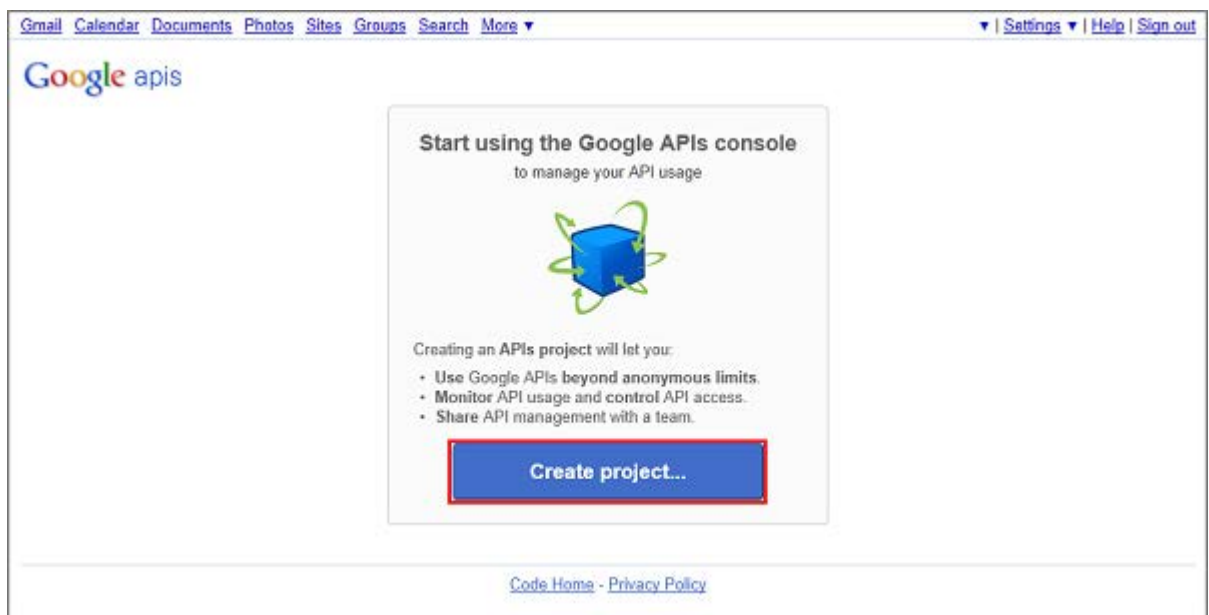 Gmail Calendar Documents Photos Sites Groups Search More ▼ ▼ | Settings ▼ | Help | Sign out
Google apis
Start using the Google APIs console
to manage your API usage
Creating an APIs project will let you:
• Use Google APIs beyond anonymous limits.
• Monitor API usage and control API access.
• Share API management with a team.
Create project...
Code Home - Privacy Policy